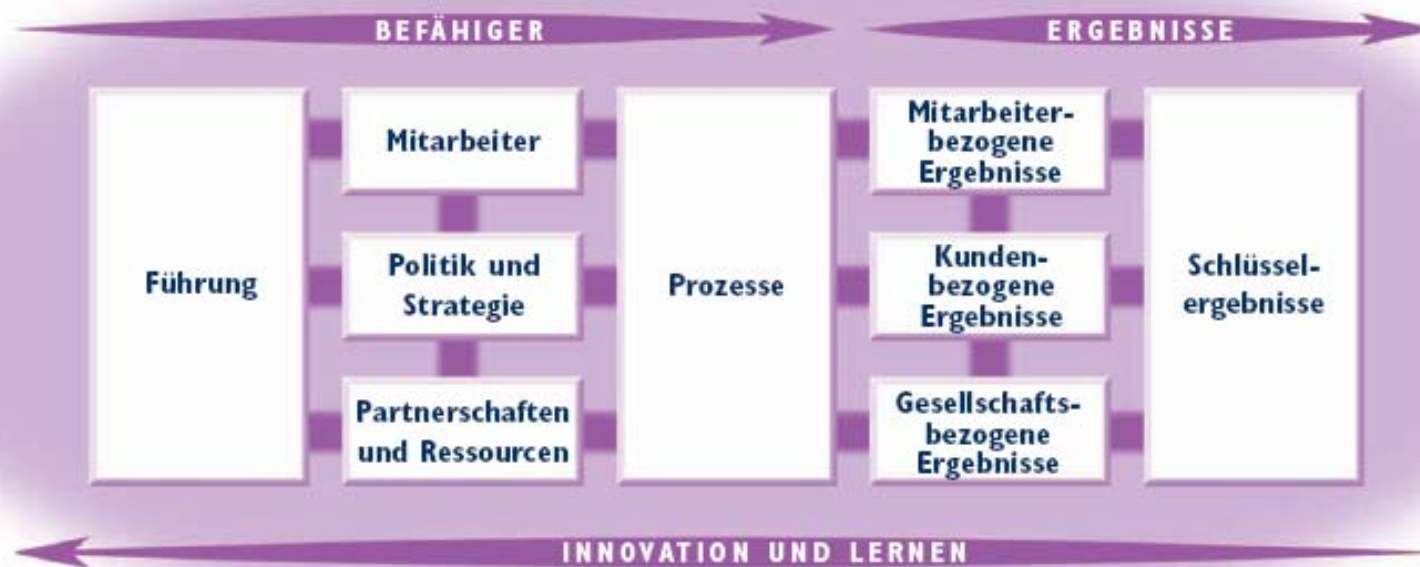 BEFÄHIGER
ERGEBNISSE
Führung
Mitarbeiter
Politik und
Strategie
Partnerschaften
und Ressourcen
Prozesse
Mitarbeiter-
bezogene
Ergebnisse
Kunden-
bezogene
Ergebnisse
Gesellschafts-
bezogene
Ergebnisse
Schlüssel-
ergebnisse
INNOVATION UND LERNEN